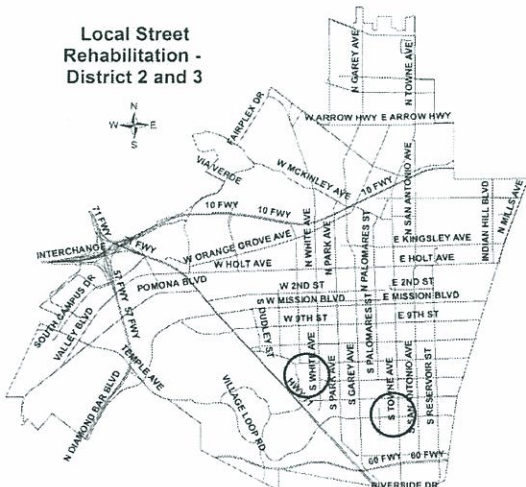 Local Street
Rehabilitation -
District 2 and 3
N
W E
S
N GAREY AVE
N TOWNE AVE
W ARROW HWY E ARROW HWY
FAIRPLEX DR
W MCKINLEY AVE
VIA VERDE
10 FWY
10 FWY 10 FWY
71 FWY
FWY
INTERCHANGE
57 FWY 57 FWY
W ORANGE GROVE AVE
N WHITE AVE
N PARK AVE
N PALOMARES ST
N SAN ANTONIO AVE
INDIAN HILL BLVD
N MILLS AVE
E KINGSLEY AVE
W HOLT AVE
E HOLT AVE
POMONA BLVD
W 2ND ST
E 2ND ST
W MISSION BLVD
E MISSION BLVD
W 9TH ST
E 9TH ST
SOUTH CAMPUS DR
VALLEY BLVD
TEMPLE AVE
N DIAMOND BAR BLVD
VILLAGE LOOP RD
S DUDLEY ST
HWY
S WHITE AVE
S PARK AVE
S GAREY AVE
S PALOMARES ST
S TOWNE AVE
S SAN ANTONIO AVE
S RESERVOIR ST
60 FWY 60 FWY
RIVERSIDE DR